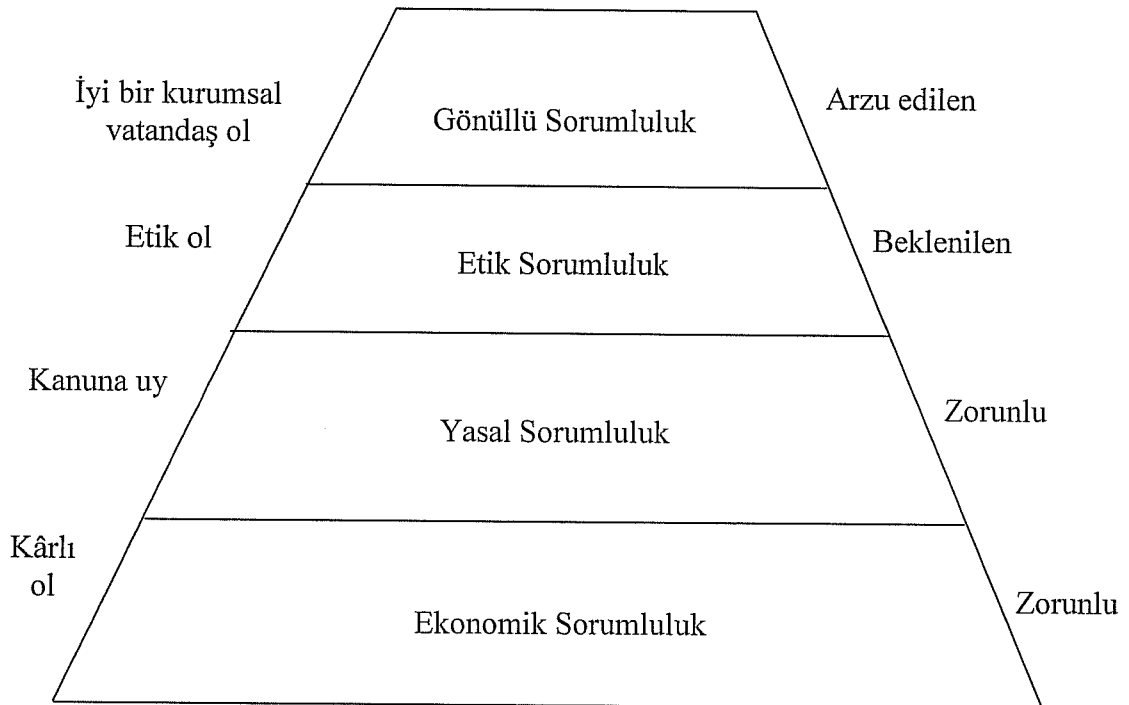 İyi bir kurumsal
vatandaş ol
Gönüllü Sorumluluk
Arzu edilen
Etik ol
Etik Sorumluluk
Beklenilen
Kanuna uy
Yasal Sorumluluk
Zorunlu
Kârlı
ol
Ekonomik Sorumluluk
Zorunlu